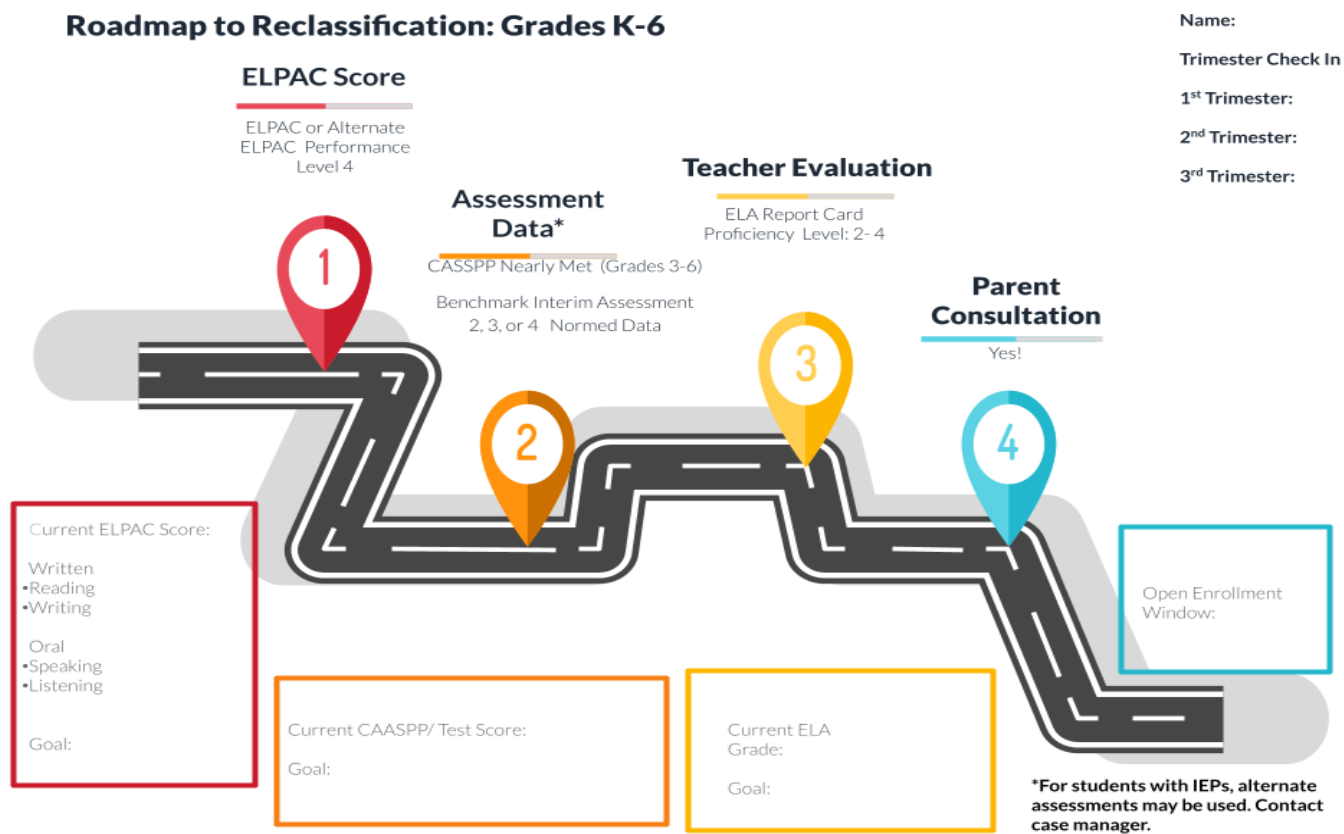 Roadmap to Reclassification: Grades K-6
Name:
Trimester Check In
1st Trimester:
2nd Trimester:
3rd Trimester:
ELPAC Score
ELPAC or Alternate
ELPAC Performance
Level 4
Assessment
Data*
CASSPP Nearly Met (Grades 3-6)
Benchmark Interim Assessment
2, 3, or 4 Normed Data
Teacher Evaluation
ELA Report Card
Proficiency Level: 2- 4
Parent
Consultation
Yes!
1
2
3
4
Current ELPAC Score:
Written
•Reading
•Writing
Oral
•Speaking
•Listening
Goal:
Current CAASPP/ Test Score:
Goal:
Current ELA
Grade:
Goal:
Open Enrollment
Window:
*For students with IEPs, alternate
assessments may be used. Contact
case manager.